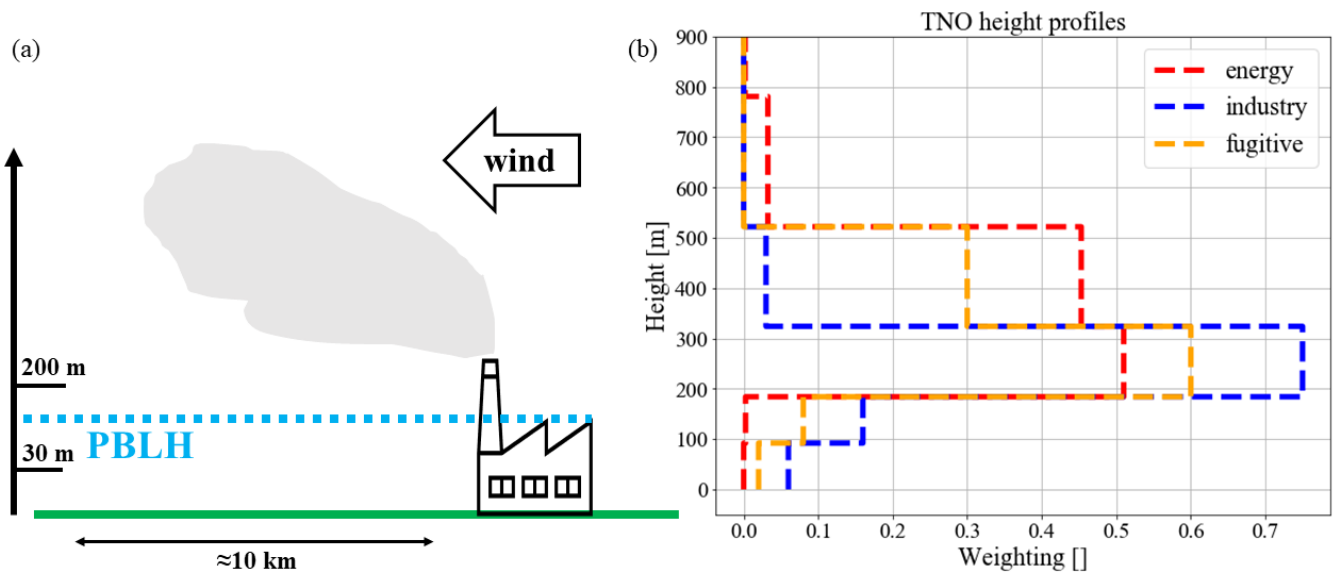 (a)
wind
200 m
PBLH
30 m
≈10 km
(b)
TNO height profiles
900
800
700
600
500
400
300
200
100
0
Height [m]
energy
industry
fugitive
0.0 0.1 0.2 0.3 0.4 0.5 0.6 0.7
Weighting []